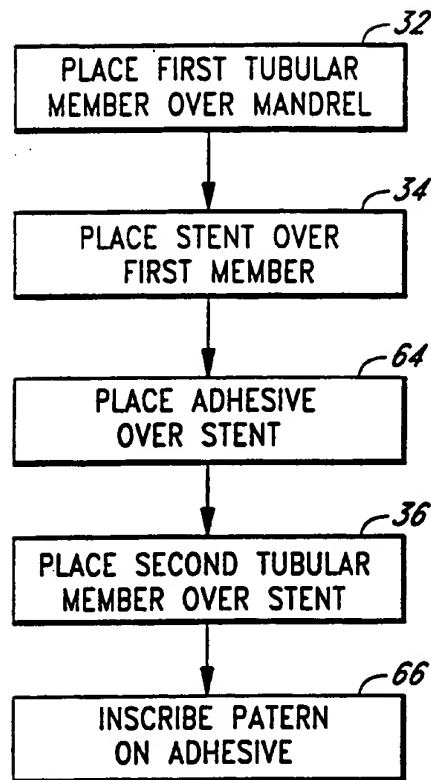 32
PLACE FIRST TUBULAR
MEMBER OVER MANDREL
34
PLACE STENT OVER
FIRST MEMBER
64
PLACE ADHESIVE
OVER STENT
36
PLACE SECOND TUBULAR
MEMBER OVER STENT
66
INSCRIBE PATERN
ON ADHESIVE